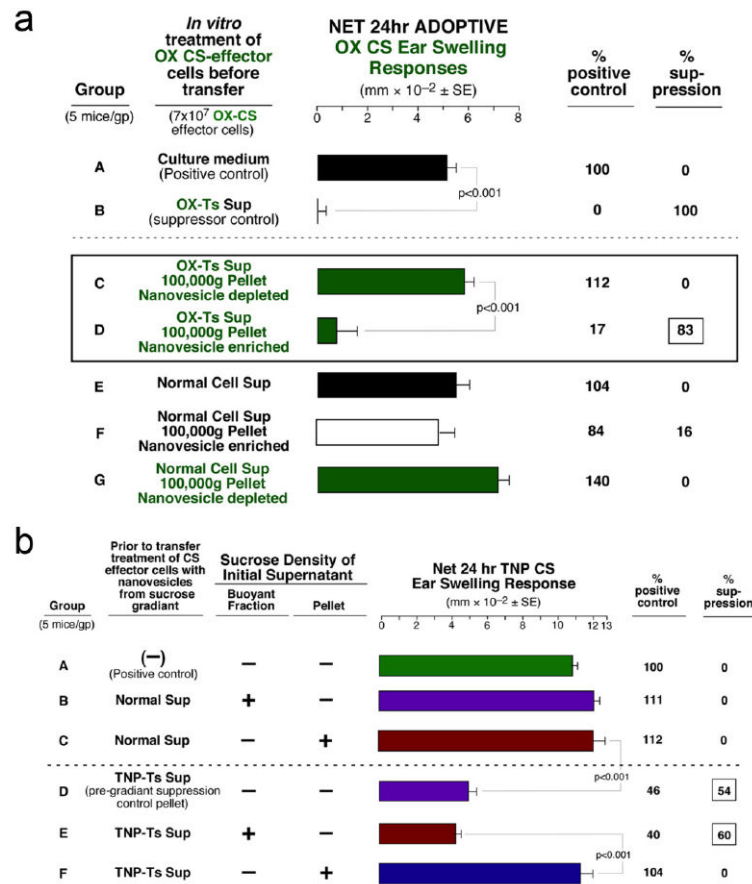 a
In vitro
treatment of
OX CS-effector
cells before
transfer
(7x10⁷ OX-CS
effector cells)
Group
(5 mice/gp)
NET 24hr ADOPTIVE
OX CS Ear Swelling
Responses
(mm × 10⁻² ± SE)
0 2 4 6 8
%
positive
control
%
sup-
pression
A
Culture medium
(Positive control)
100
0
p<0.001
B
OX-Ts Sup
(suppressor control)
0
100
C
OX-Ts Sup
100,000g Pellet
Nanovesicle depleted
112
0
p<0.001
D
OX-Ts Sup
100,000g Pellet
Nanovesicle enriched
17
83
E
Normal Cell Sup
104
0
F
Normal Cell Sup
100,000g Pellet
Nanovesicle enriched
84
16
G
Normal Cell Sup
100,000g Pellet
Nanovesicle depleted
140
0
b
Group
(5 mice/gp)
Prior to transfer
treatment of CS
effector cells with
nanovesicles
from sucrose
gradiant
Sucrose Density of
Initial Supernatant
Buoyant
Fraction
Pellet
Net 24 hr TNP CS
Ear Swelling Response
(mm × 10⁻² ± SE)
0 2 4 6 8 10 12 13
%
positive
control
%
sup-
pression
A
(−)
(Positive control)
− −
100
0
B
Normal Sup
+ −
111
0
C
Normal Sup
− +
112
0
p<0.001
D
TNP-Ts Sup
(pre-gradiant suppression
control pellet)
− −
46
54
E
TNP-Ts Sup
+ −
40
60
p<0.001
F
TNP-Ts Sup
− +
104
0